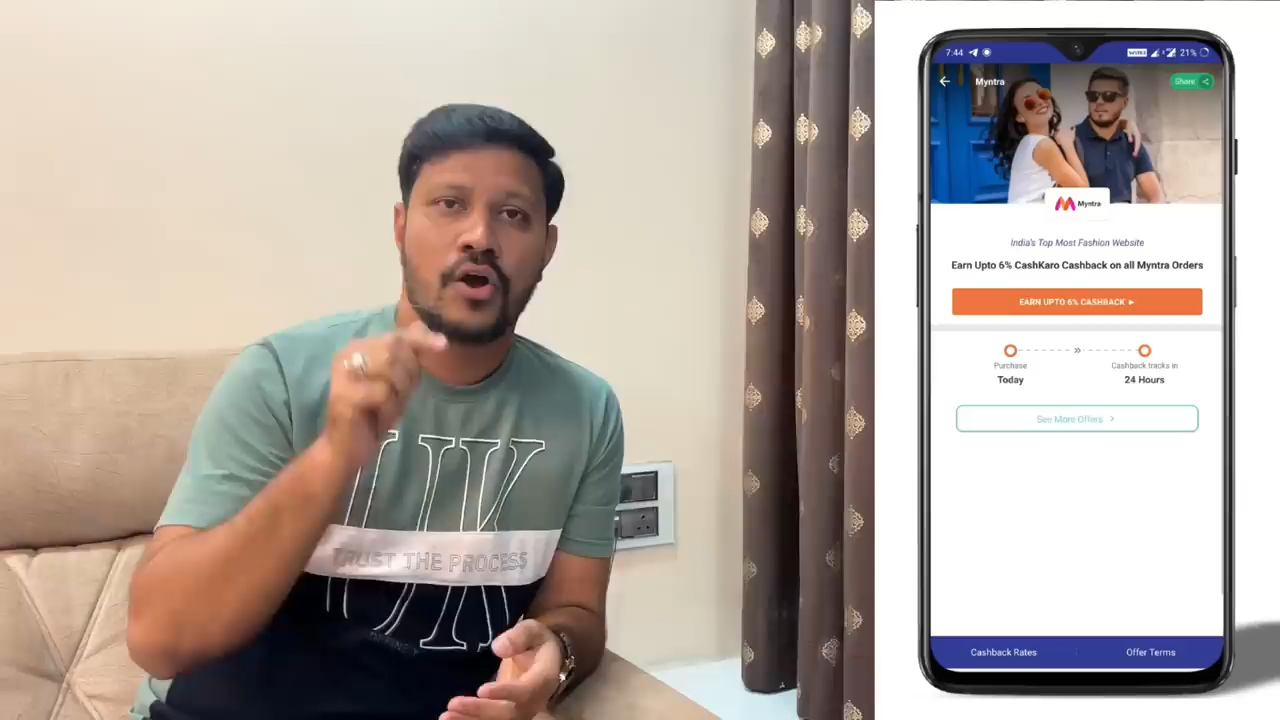 TRUST THE PROCESS
7:44
21%
Myntra
Share
Myntra
India's Top Most Fashion Website
Earn Upto 6% CashKaro Cashback on all Myntra Orders
EARN UPTO 6% CASHBACK ►
»
Purchase
Cashback tracks in
Today
24 Hours
See More Offers >
Cashback Rates
Offer Terms